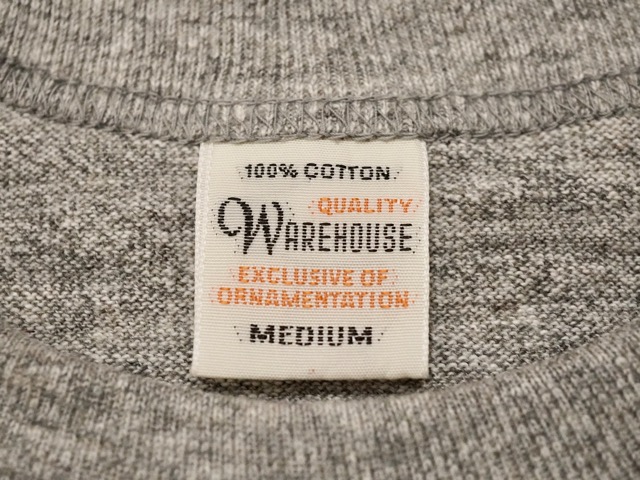 100% COTTON
QUALITY
WAREHOUSE
EXCLUSIVE OF
ORNAMENTATION
MEDIUM